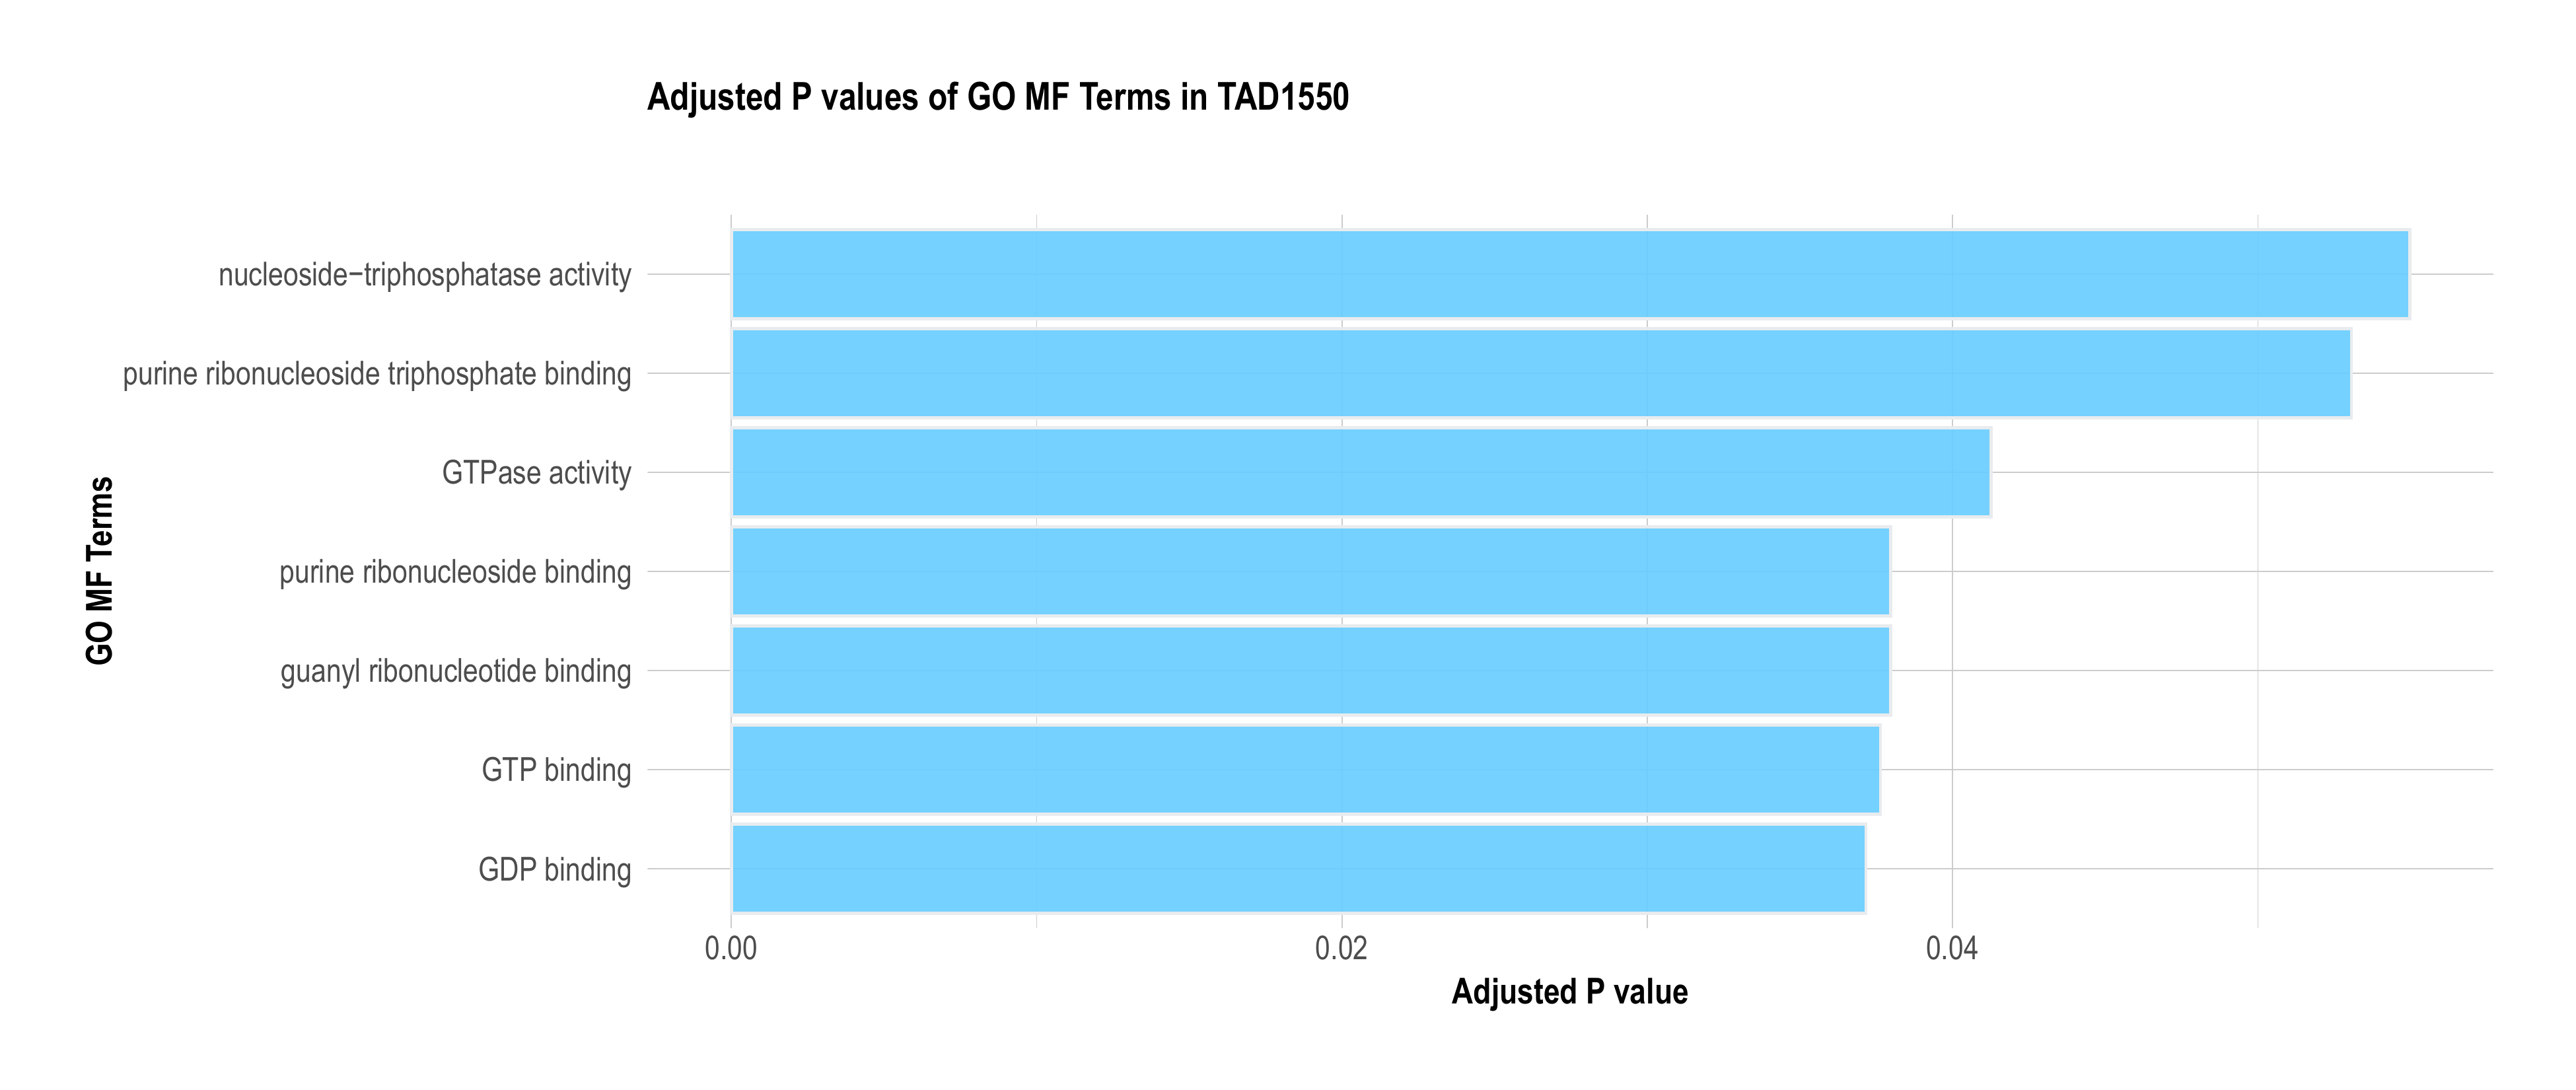 Adjusted P values of GO MF Terms in TAD1550
nucleoside−triphosphatase activity
purine ribonucleoside triphosphate binding
GTPase activity
purine ribonucleoside binding
guanyl ribonucleotide binding
GTP binding
GDP binding
GO MF Terms
0.00 0.02 0.04
Adjusted P value